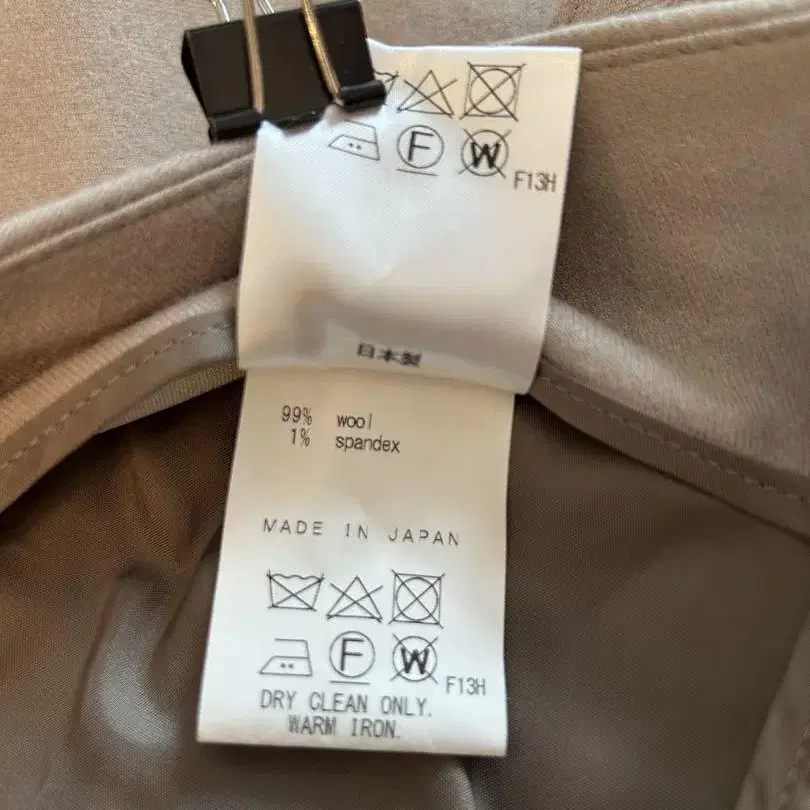 F
W
F13H
日本製
99% wool
1% spandex
MADE IN JAPAN
F
W
F13H
DRY CLEAN ONLY.
WARM IRON.